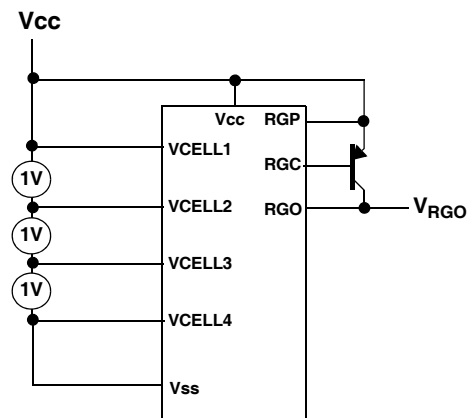 Vcc
Vcc
RGP
VCELL1
RGC
1V
VCELL2
RGO
VRGO
1V
VCELL3
1V
VCELL4
Vss